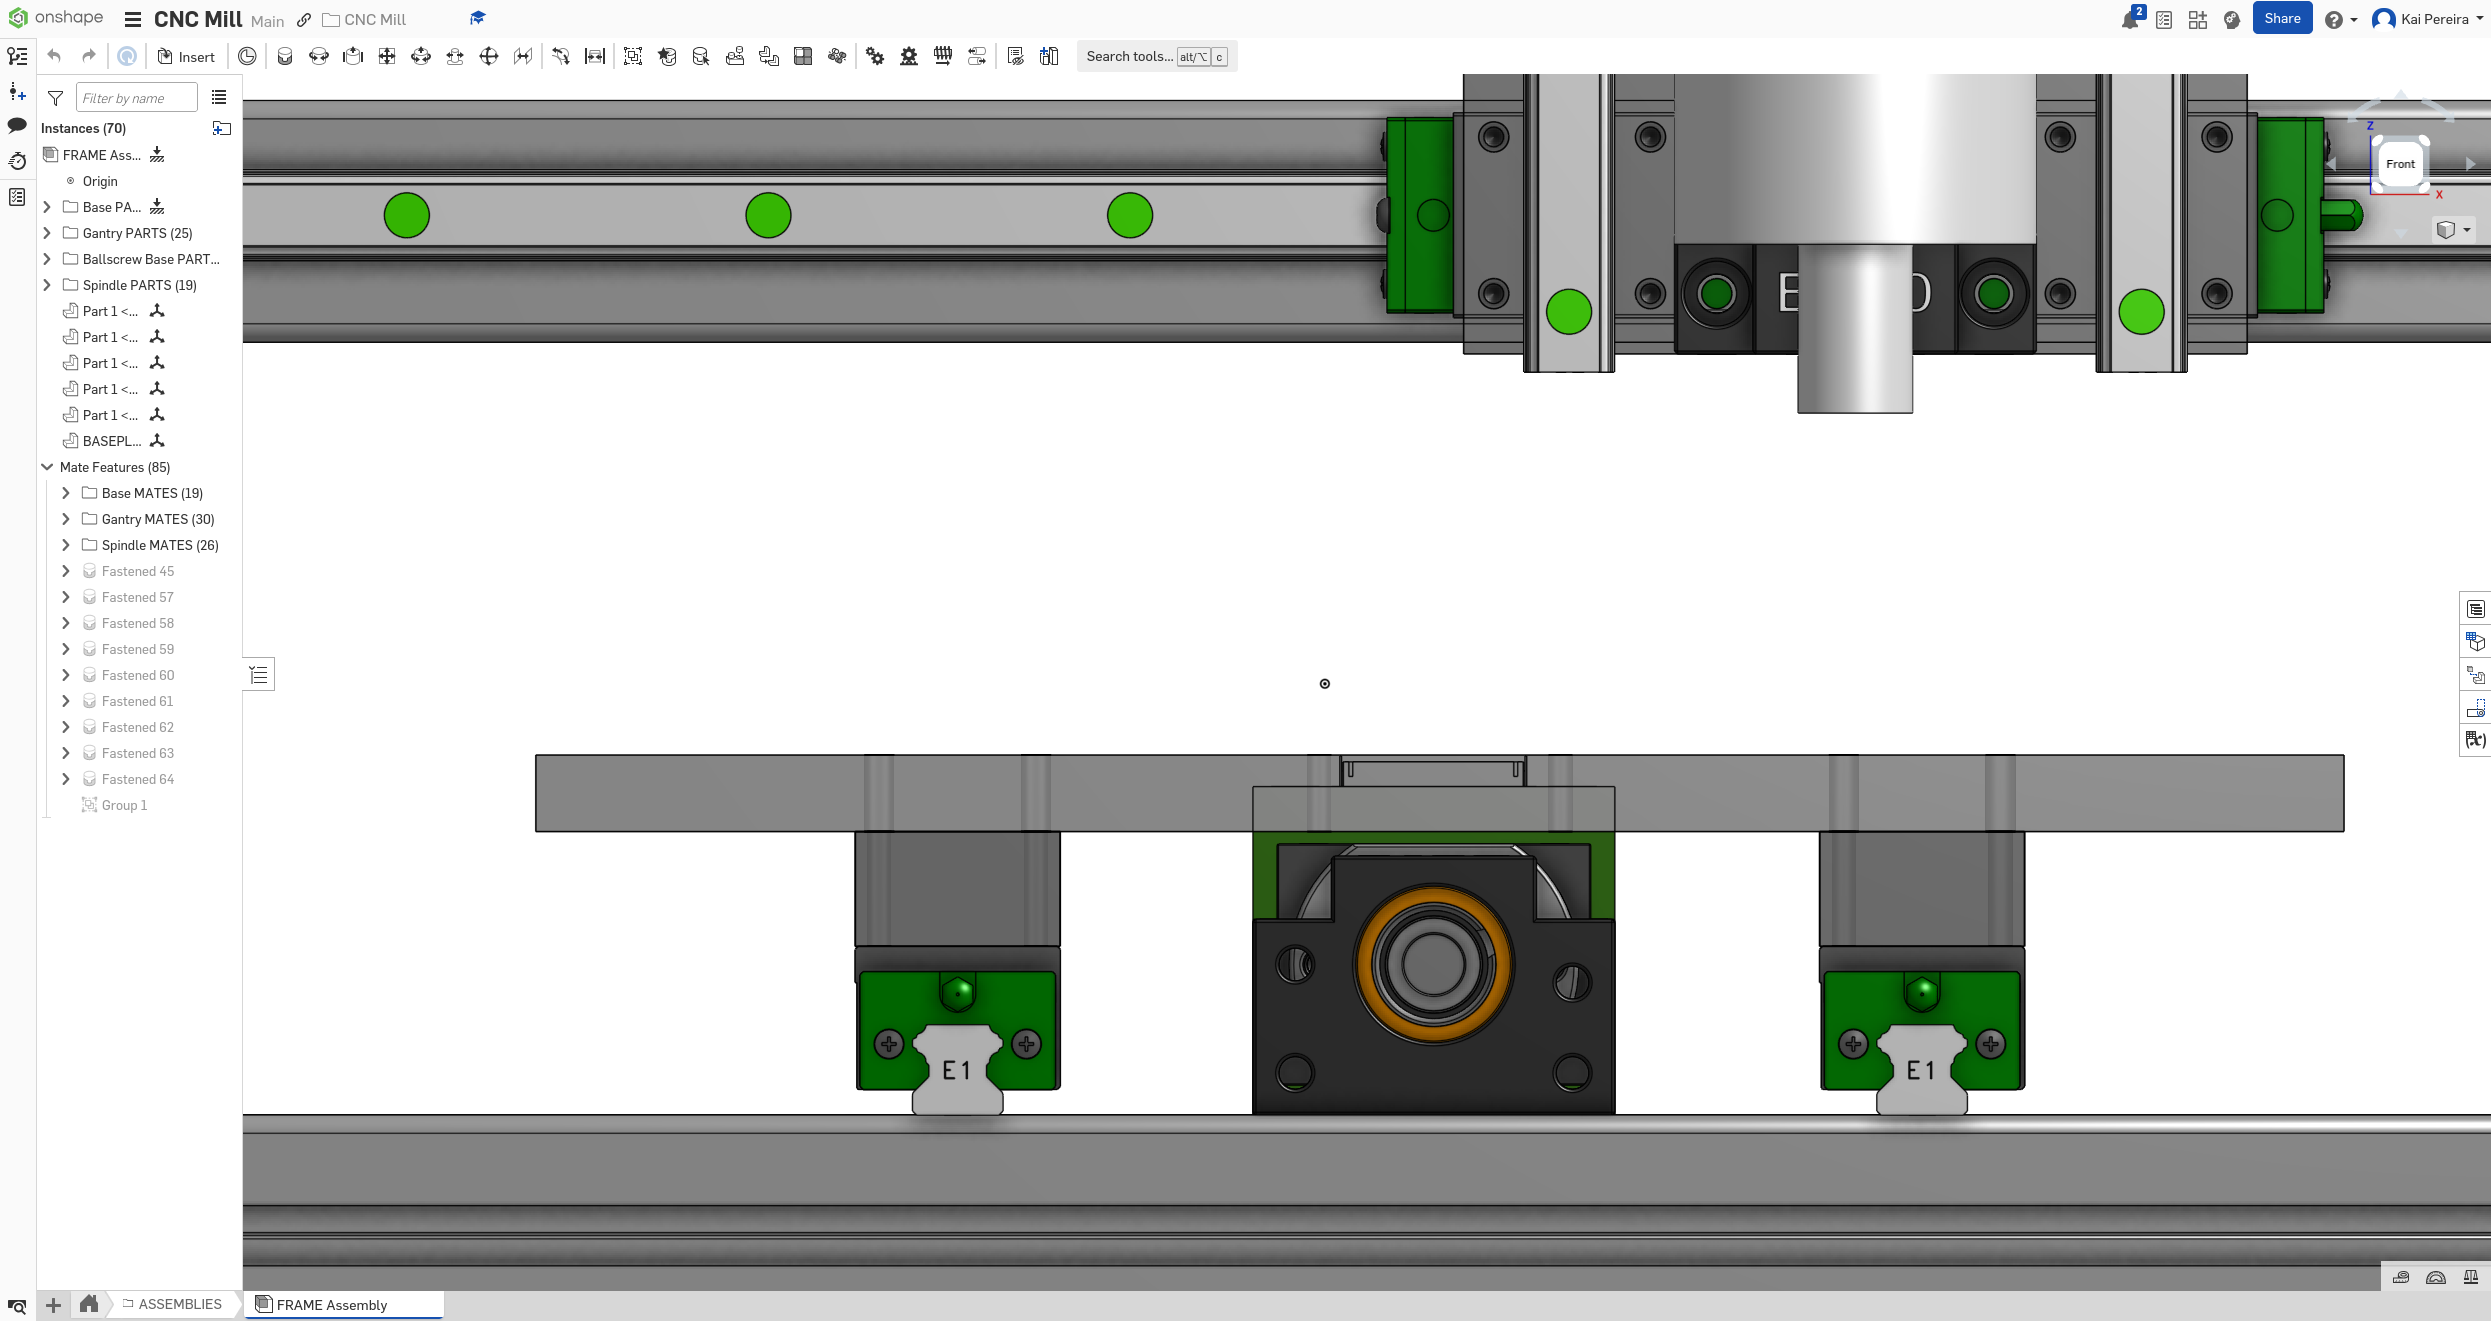 onshape
CNC Mill Main CNC Mill
2
Share
Kai Pereira
Insert
Search tools... alt/⌥ c
Filter by name
Instances (70)
FRAME Ass...
Origin
Base PA...
Gantry PARTS (25)
Ballscrew Base PART...
Spindle PARTS (19)
Part 1 <...
Part 1 <...
Part 1 <...
Part 1 <...
Part 1 <...
BASEPL...
Mate Features (85)
Base MATES (19)
Gantry MATES (30)
Spindle MATES (26)
Fastened 45
Fastened 57
Fastened 58
Fastened 59
Fastened 60
Fastened 61
Fastened 62
Fastened 63
Fastened 64
Group 1
Z
Front
X
E1
E1
ASSEMBLIES
FRAME Assembly